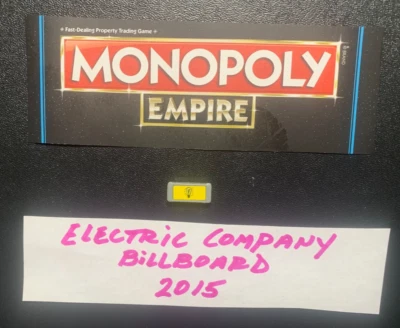 Fast-Dealing Property Trading Game
MONOPOLY
EMPIRE
ELECTRIC COMPANY
BILLBOARD
2015